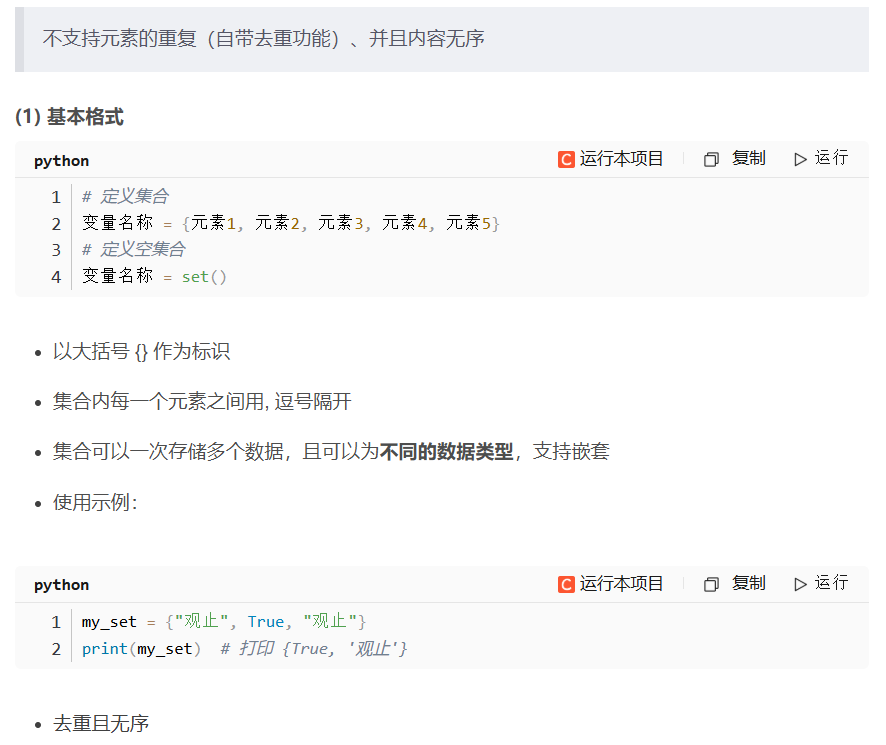 不支持元素的重复（自带去重功能）、并且内容无序
(1) 基本格式
python
C 运行本项目 复制 运行
1 # 定义集合
2 变量名称 = {元素1, 元素2, 元素3, 元素4, 元素5}
3 # 定义空集合
4 变量名称 = set()
• 以大括号 {} 作为标识
• 集合内每一个元素之间用, 逗号隔开
• 集合可以一次存储多个数据，且可以为不同的数据类型，支持嵌套
• 使用示例：
python
C 运行本项目 复制 运行
1 my_set = {"观止", True, "观止"}
2 print(my_set) # 打印 {True, '观止'}
• 去重且无序